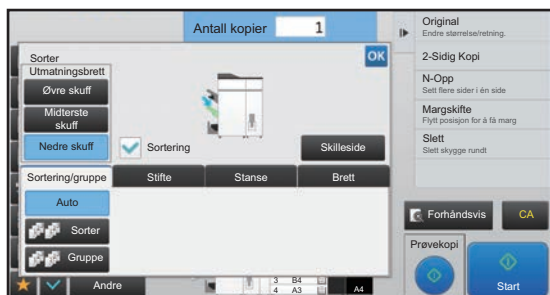 Antall kopier 1
Sorter
OK
Utmatningsbrett
Øvre skuff
Midterste
skuff
Nedre skuff
Sortering
Skilleside
Sortering/gruppe Stifte Stanse Brett
Auto
Sorter
Gruppe
Andre
3 B4
4 A3
A4
Original
Endre størrelse/retning.
2-Sidig Kopi
N-Opp
Sett flere sider i én side
Margskifte
Flytt posisjon for å få marg
Slett
Slett skygge rundt
Forhåndsvis
CA
Prøvekopi
Start